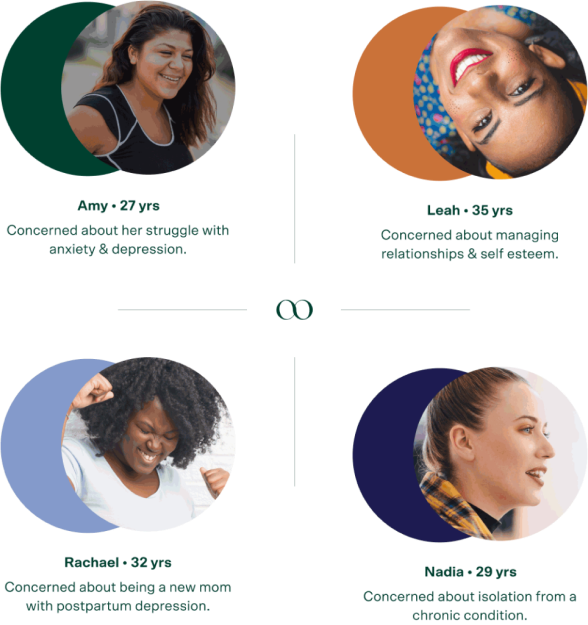 Amy • 27 yrs
Concerned about her struggle with
anxiety & depression.
Leah • 35 yrs
Concerned about managing
relationships & self esteem.
Rachael • 32 yrs
Concerned about being a new mom
with postpartum depression.
Nadia • 29 yrs
Concerned about isolation from a
chronic condition.